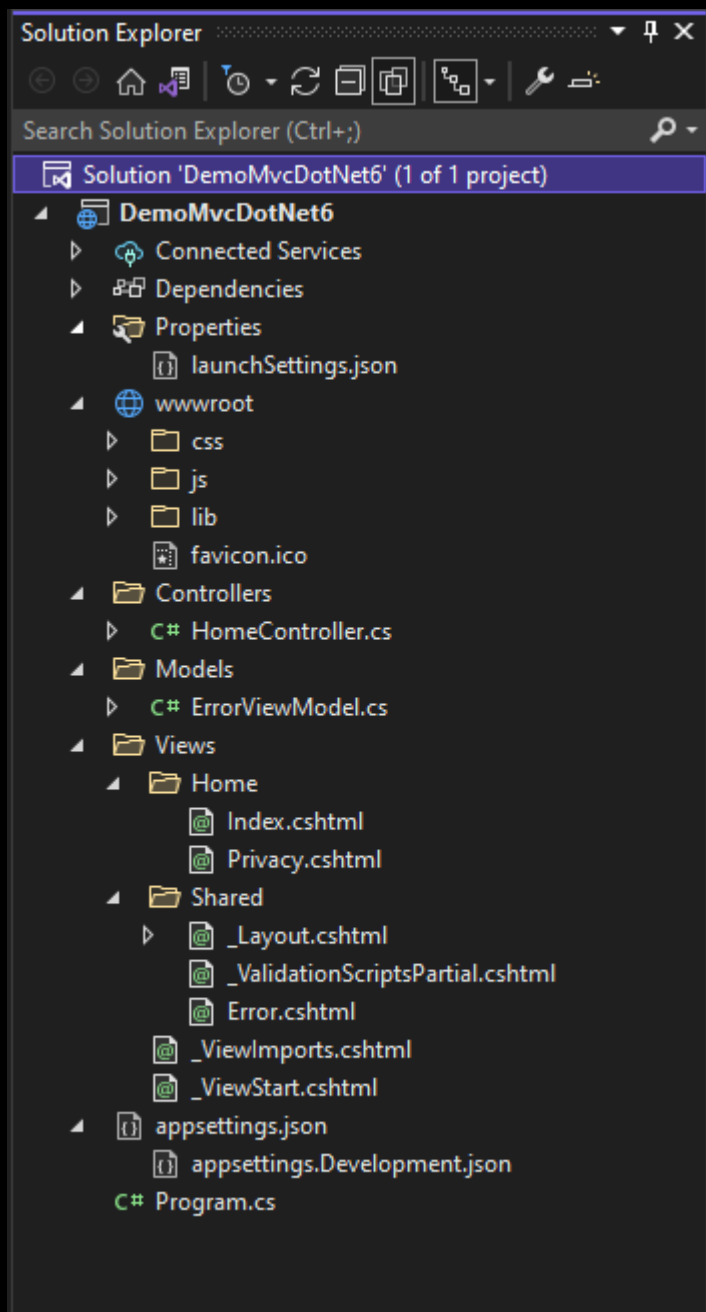 Solution Explorer
Search Solution Explorer (Ctrl+;)
Solution 'DemoMvcDotNet6' (1 of 1 project)
DemoMvcDotNet6
Connected Services
Dependencies
Properties
launchSettings.json
wwwroot
css
js
lib
favicon.ico
Controllers
C# HomeController.cs
Models
C# ErrorViewModel.cs
Views
Home
Index.cshtml
Privacy.cshtml
Shared
_Layout.cshtml
_ValidationScriptsPartial.cshtml
Error.cshtml
_ViewImports.cshtml
_ViewStart.cshtml
appsettings.json
appsettings.Development.json
C# Program.cs